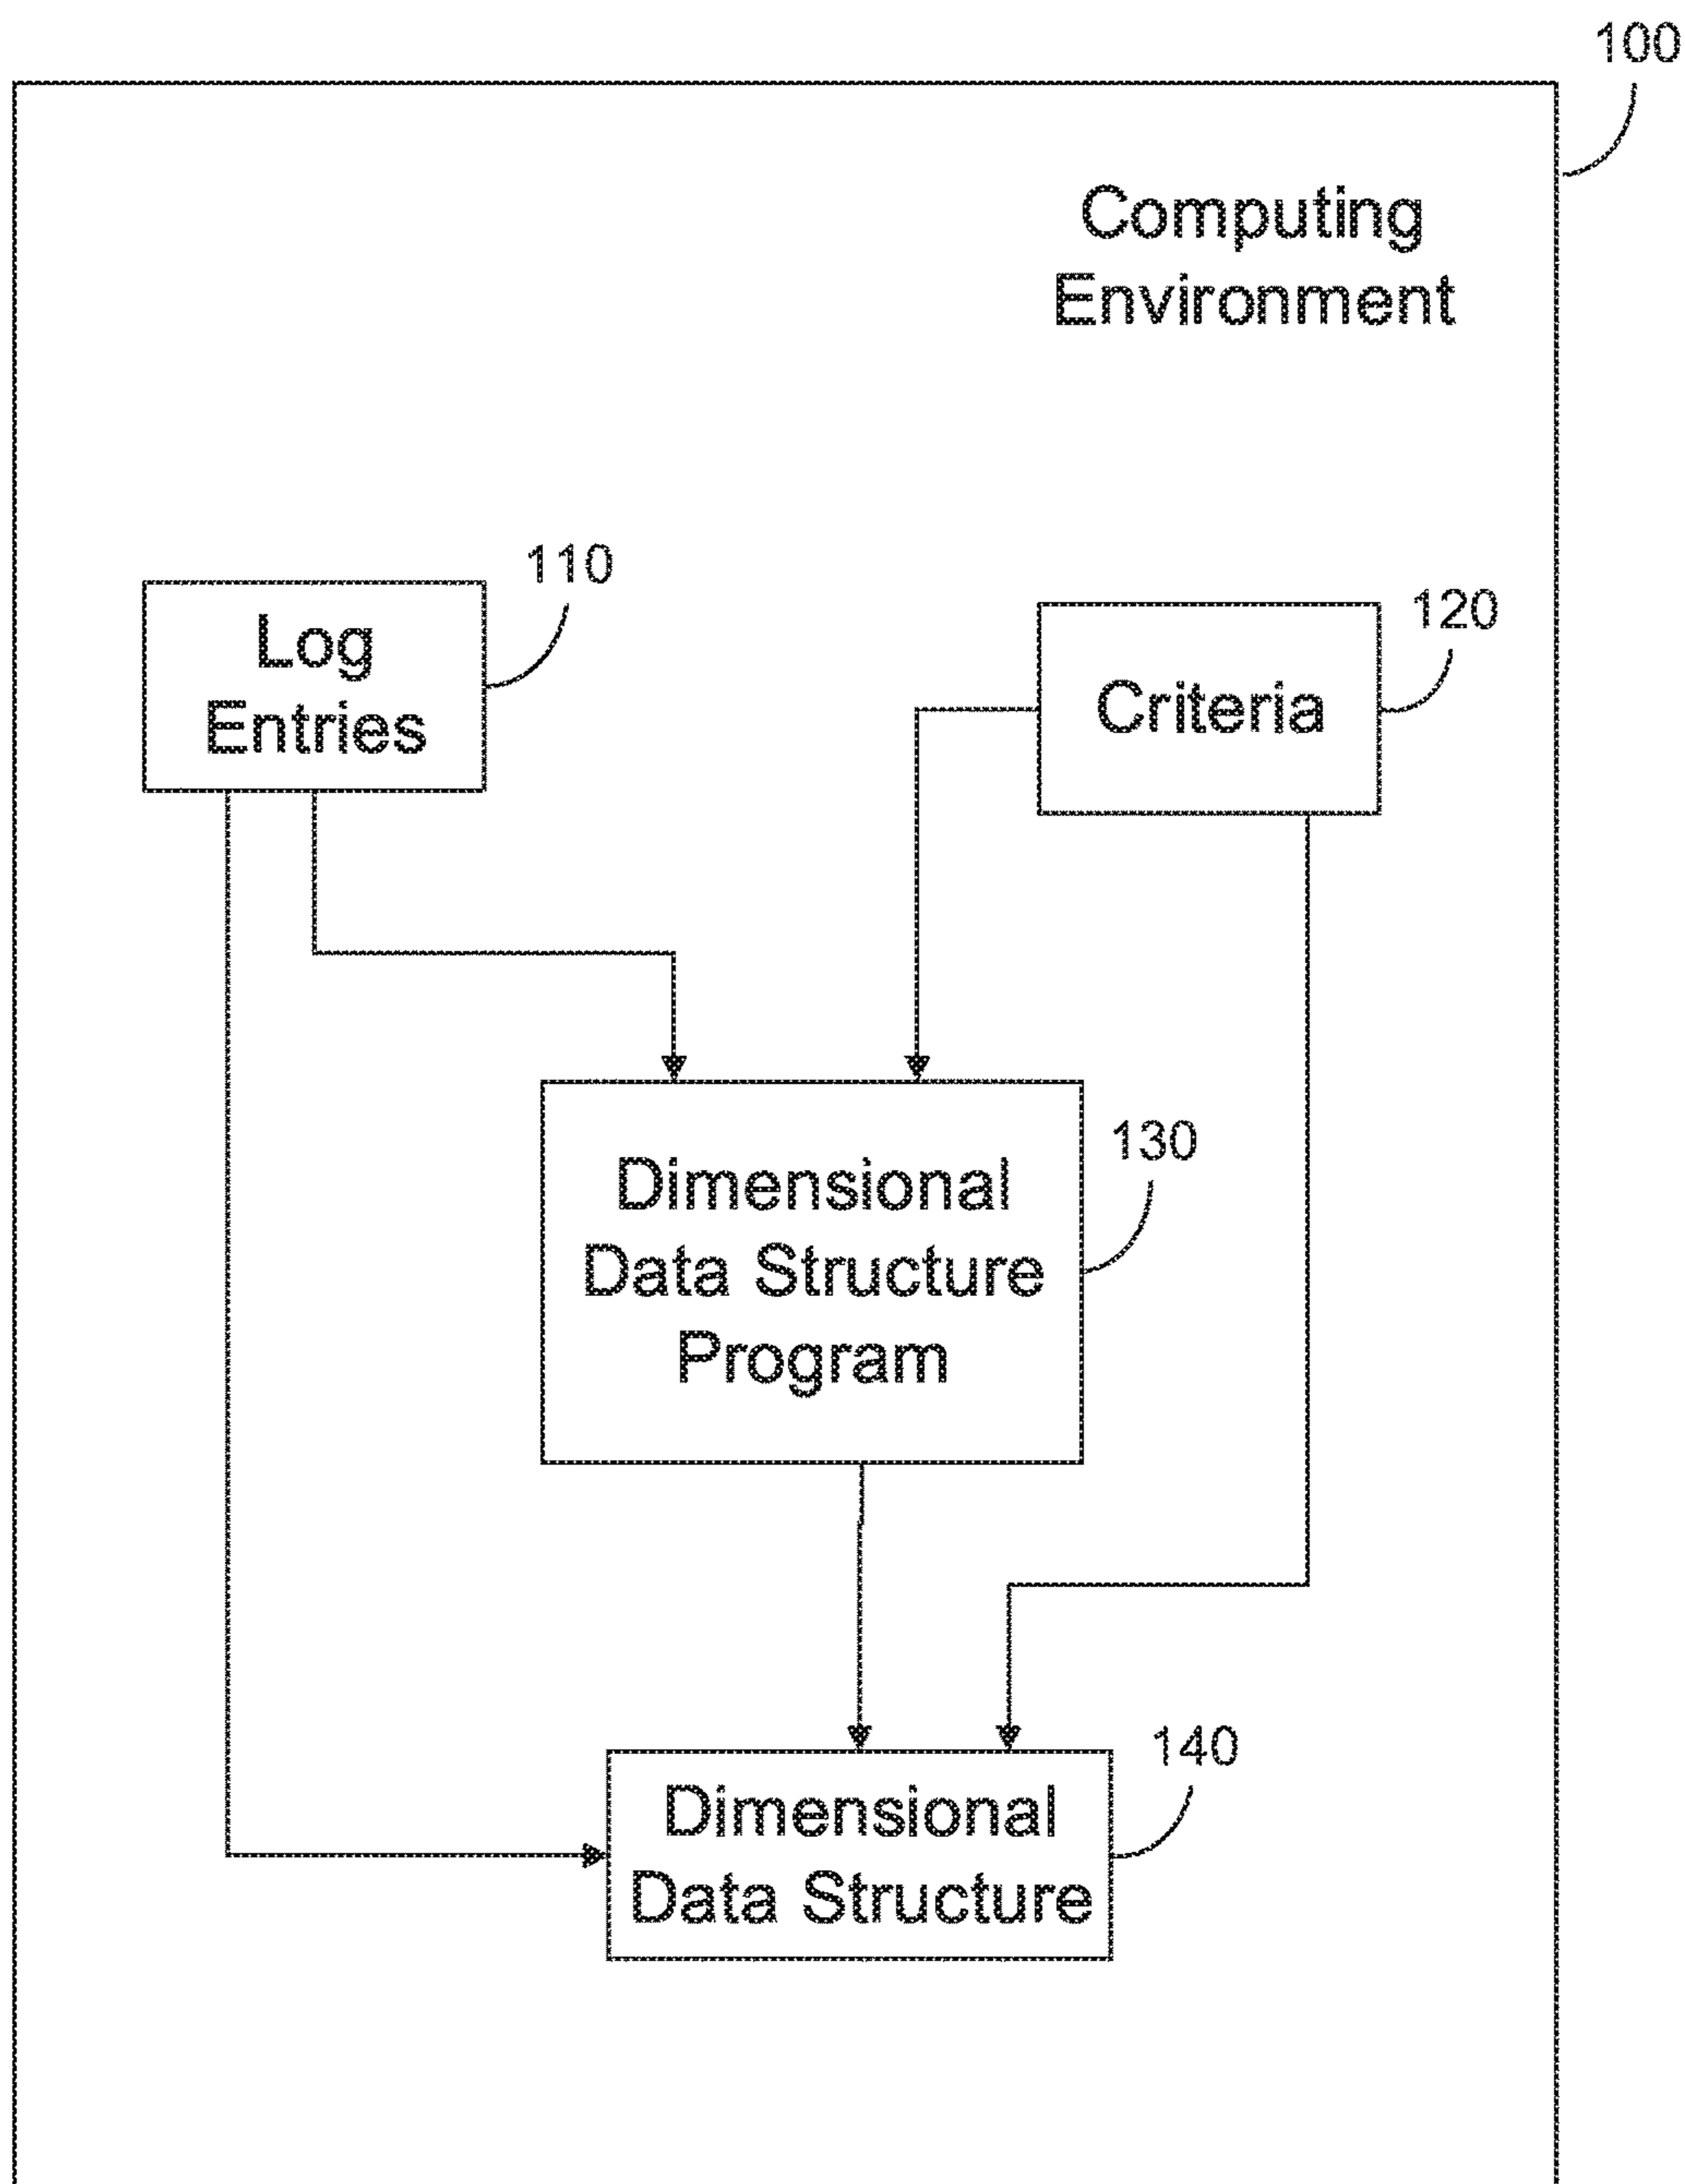 100
Computing
Environment
110
Log
Entries
120
Criteria
130
Dimensional
Data Structure
Program
140
Dimensional
Data Structure